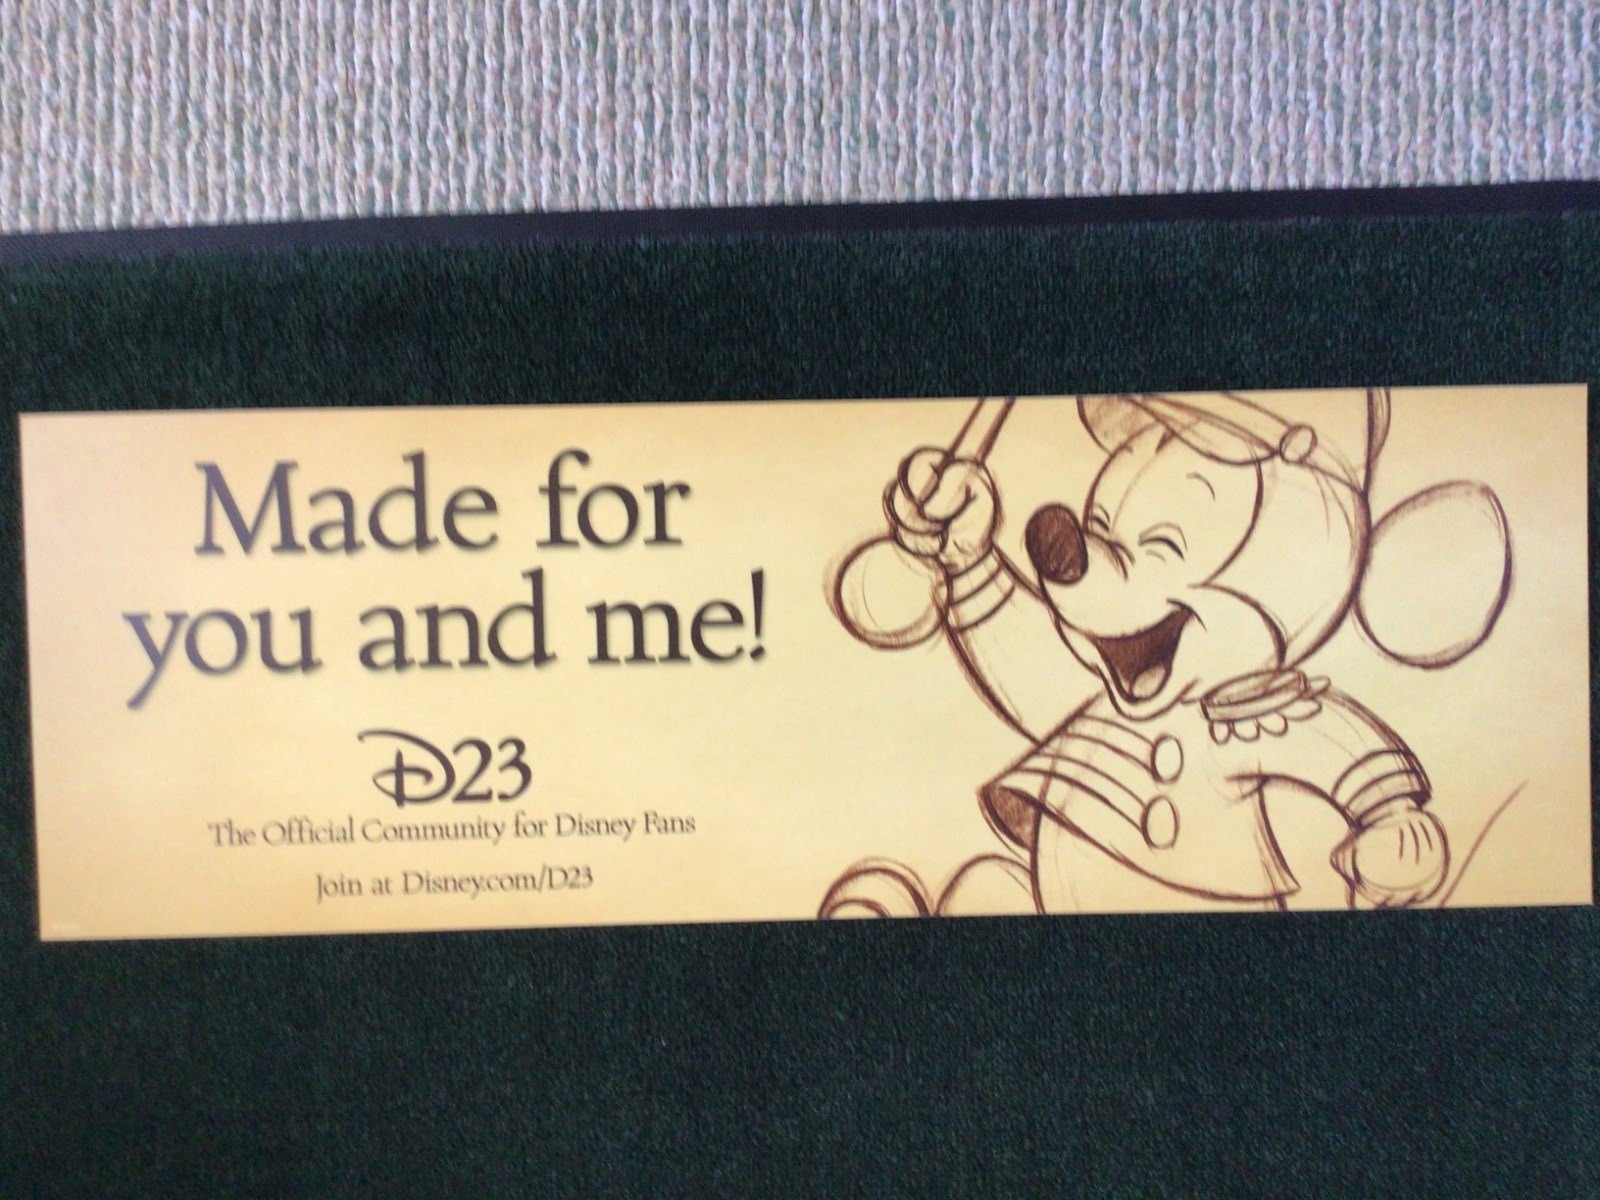 Made for
you and me!
D23
The Official Community for Disney Fans
Join at Disney.com/D23